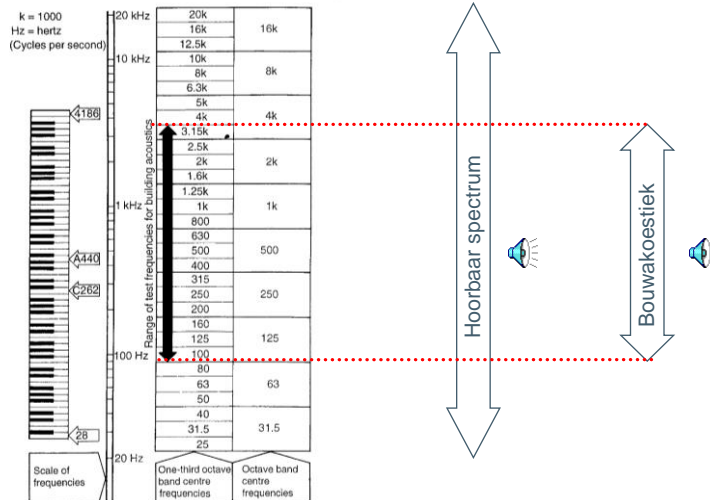 k = 1000
Hz = hertz
(Cycles per second)
20 kHz
10 kHz
1 kHz
100 Hz
20 Hz
4186
A440
C262
28
Range of test frequencies for building acoustics
20k
16k
12.5k
10k
8k
6.3k
5k
4k
3.15k
2.5k
2k
1.6k
1.25k
1k
800
630
500
400
315
250
200
160
125
100
80
63
50
40
31.5
25
16k
8k
4k
2k
1k
500
250
125
63
31.5
Scale of
frequencies
One-third octave
band centre
frequencies
Octave band
centre
frequencies
Hoorbaar spectrum
Bouwakoestiek